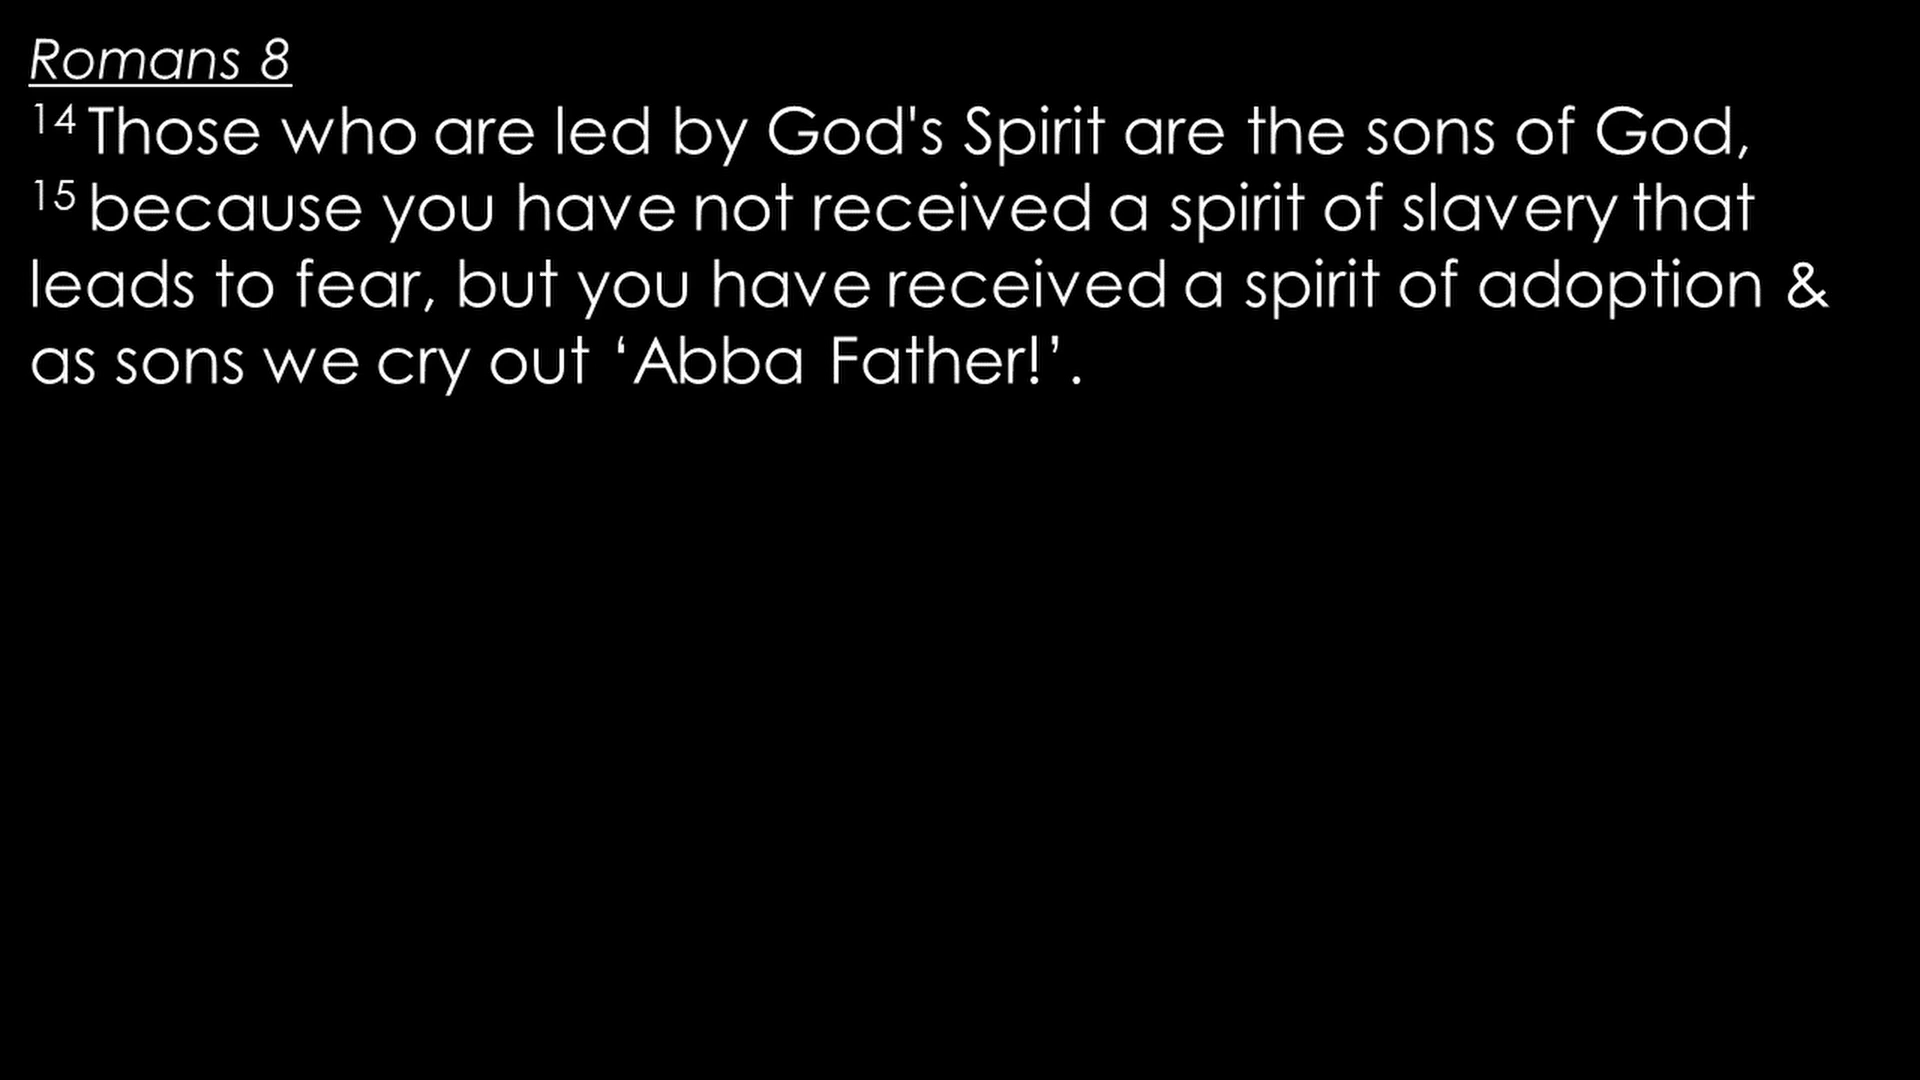 Romans 8
14 Those who are led by God's Spirit are the sons of God,
15 because you have not received a spirit of slavery that
leads to fear, but you have received a spirit of adoption &
as sons we cry out ‘Abba Father!’.